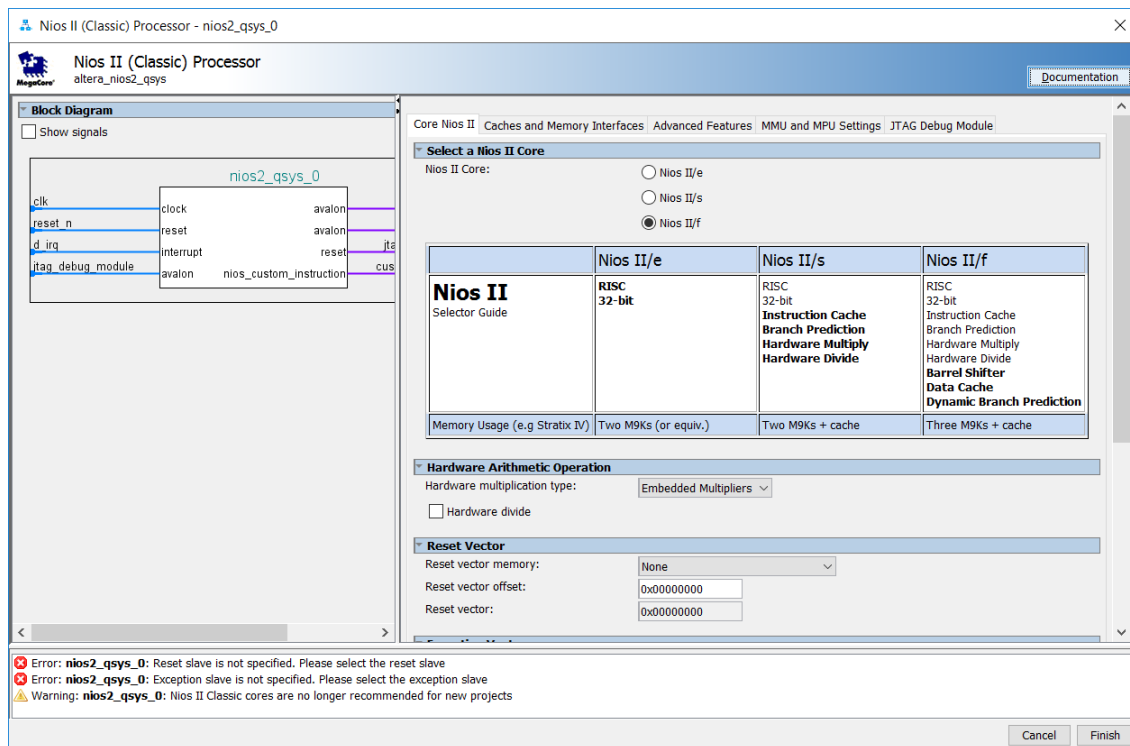 Nios II (Classic) Processor - nios2_qsys_0
Nios II (Classic) Processor
MegaCore®
altera_nios2_qsys
Documentation
Block Diagram
Show signals
nios2_qsys_0
clk
clock
avalon
reset_n
reset
avalon
d_irq
interrupt
reset
jta
jtag_debug_module
avalon
nios_custom_instruction
cus
Core Nios II
Caches and Memory Interfaces
Advanced Features
MMU and MPU Settings
JTAG Debug Module
Select a Nios II Core
Nios II Core:
Nios II/e
Nios II/s
Nios II/f
Nios II/e
Nios II/s
Nios II/f
Nios II
Selector Guide
RISC
32-bit
RISC
32-bit
Instruction Cache
Branch Prediction
Hardware Multiply
Hardware Divide
RISC
32-bit
Instruction Cache
Branch Prediction
Hardware Multiply
Hardware Divide
Barrel Shifter
Data Cache
Dynamic Branch Prediction
Memory Usage (e.g Stratix IV)
Two M9Ks (or equiv.)
Two M9Ks + cache
Three M9Ks + cache
Hardware Arithmetic Operation
Hardware multiplication type:
Embedded Multipliers
Hardware divide
Reset Vector
Reset vector memory:
None
Reset vector offset:
0x00000000
Reset vector:
0x00000000
Error: nios2_qsys_0: Reset slave is not specified. Please select the reset slave
Error: nios2_qsys_0: Exception slave is not specified. Please select the exception slave
Warning: nios2_qsys_0: Nios II Classic cores are no longer recommended for new projects
Cancel
Finish